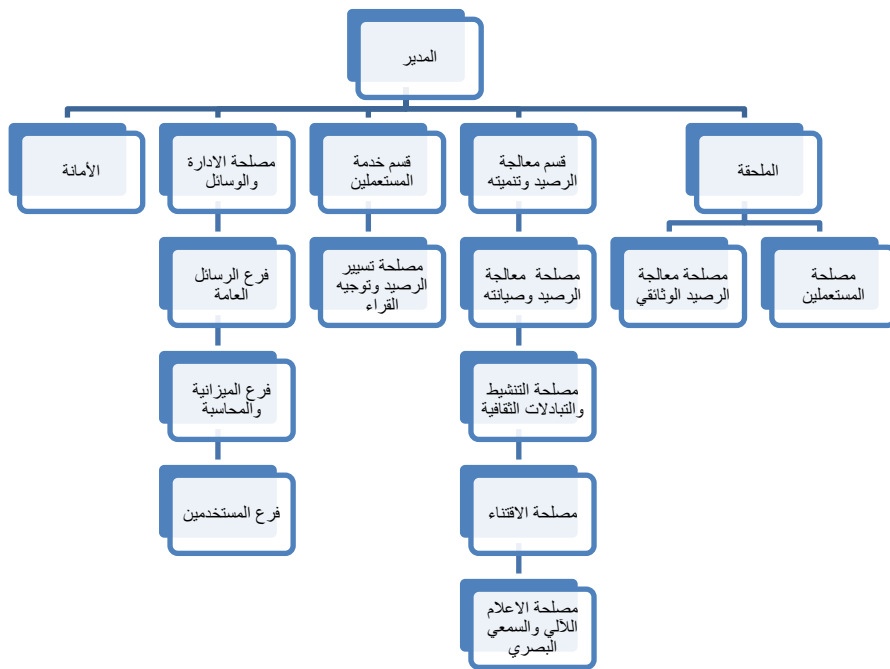 المدير
الملحقة
قسم معالجة
الرصيد وتنميته
قسم خدمة
المستعملين
مصلحة الادارة
والوسائل
الأمانة
مصلحة
المستعملين
مصلحة معالجة
الرصيد الوثائقي
مصلحة معالجة
الرصيد وصيانته
مصلحة تسيير
الرصيد وتوجيه
القراء
فرع الرسائل
العامة
مصلحة التنشيط
والتبادلات الثقافية
فرع الميزانية
والمحاسبة
مصلحة الاقتناء
فرع المستخدمين
مصلحة الاعلام
اللآلي والسمعي
البصري